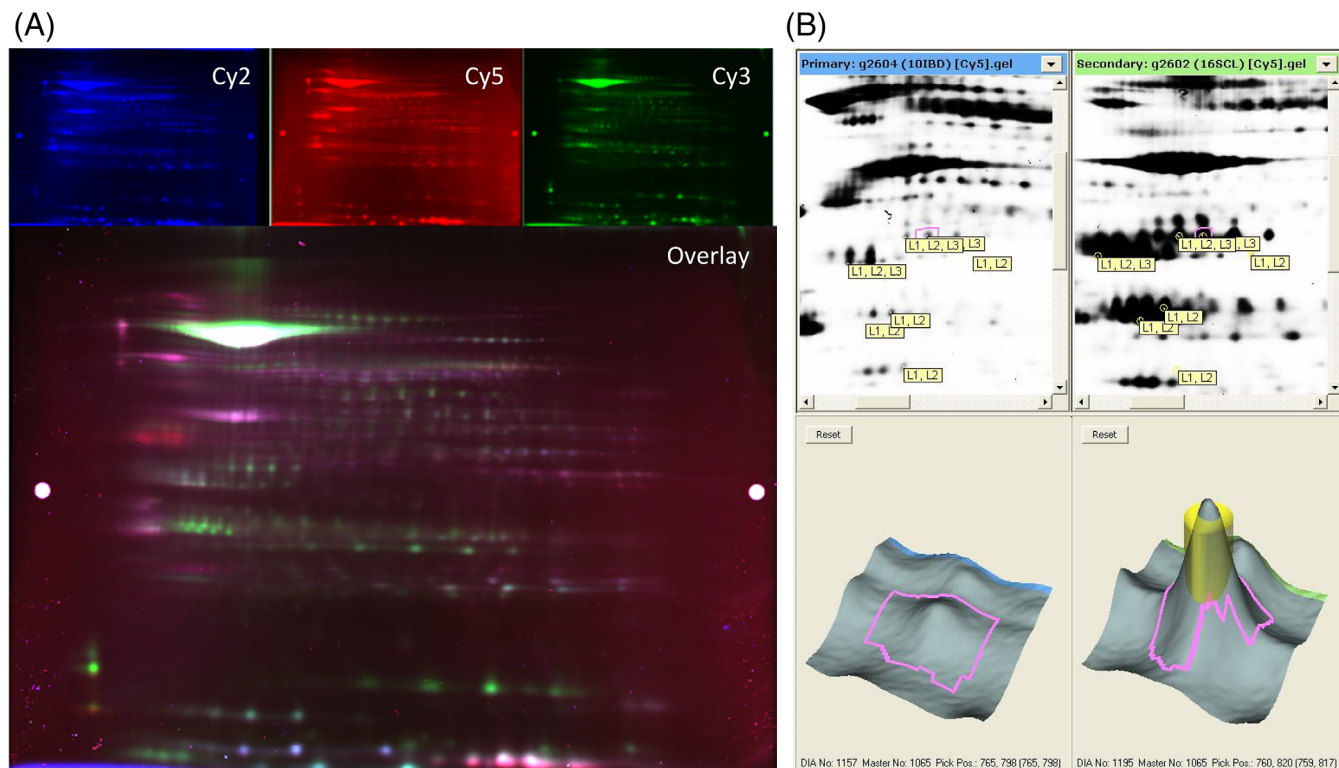 (A)
(B)
Cy2
Cy5
Cy3
Overlay
Primary: g2604 (10IBD) [Cy5].gel
Secondary: g2602 (16SCL) [Cy5].gel
L1, L2, L3
L3
L1, L2
L1, L2, L3
L1, L2
L1, L2
L1, L2
L1, L2, L3
L3
L1, L2, L3
L1, L2
L1, L2
L1, L2
L1, L2
Reset
Reset
DIA No: 1157 Master No: 1065 Pick Pos.: 765, 798 (765, 798)
DIA No: 1195 Master No: 1065 Pick Pos.: 760, 820 (759, 817)